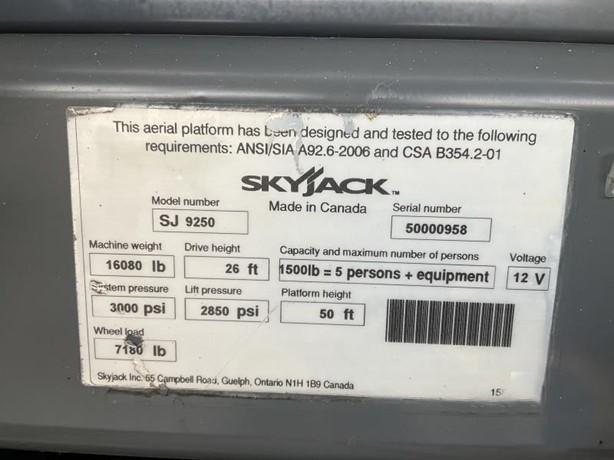 This aerial platform has been designed and tested to the following
requirements: ANSI/SIA A92.6-2006 and CSA B354.2-01
SKYJACK™
Made in Canada
Model number
SJ 9250
Serial number
50000958
Machine weight
16080 lb
Drive height
26 ft
Capacity and maximum number of persons
1500lb = 5 persons + equipment
Voltage
12 V
System pressure
3000 psi
Lift pressure
2850 psi
Platform height
50 ft
Wheel load
7180 lb
Skyjack Inc. 55 Campbell Road, Guelph, Ontario N1H 1B9 Canada